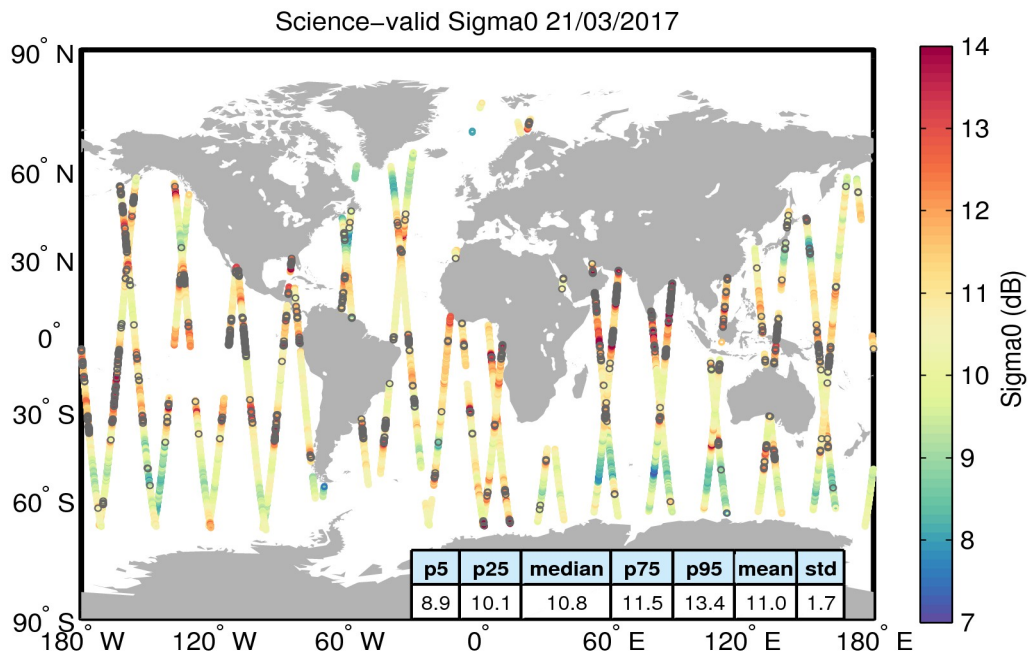 Science−valid Sigma0 21/03/2017
90° N
60° N
30° N
0°
30° S
60° S
90° S
180° W 120° W 60° W 0° 60° E 120° E 180° E
p5 p25 median p75 p95 mean std
8.9 10.1 10.8 11.5 13.4 11.0 1.7
14
13
12
11
10
9
8
7
Sigma0 (dB)